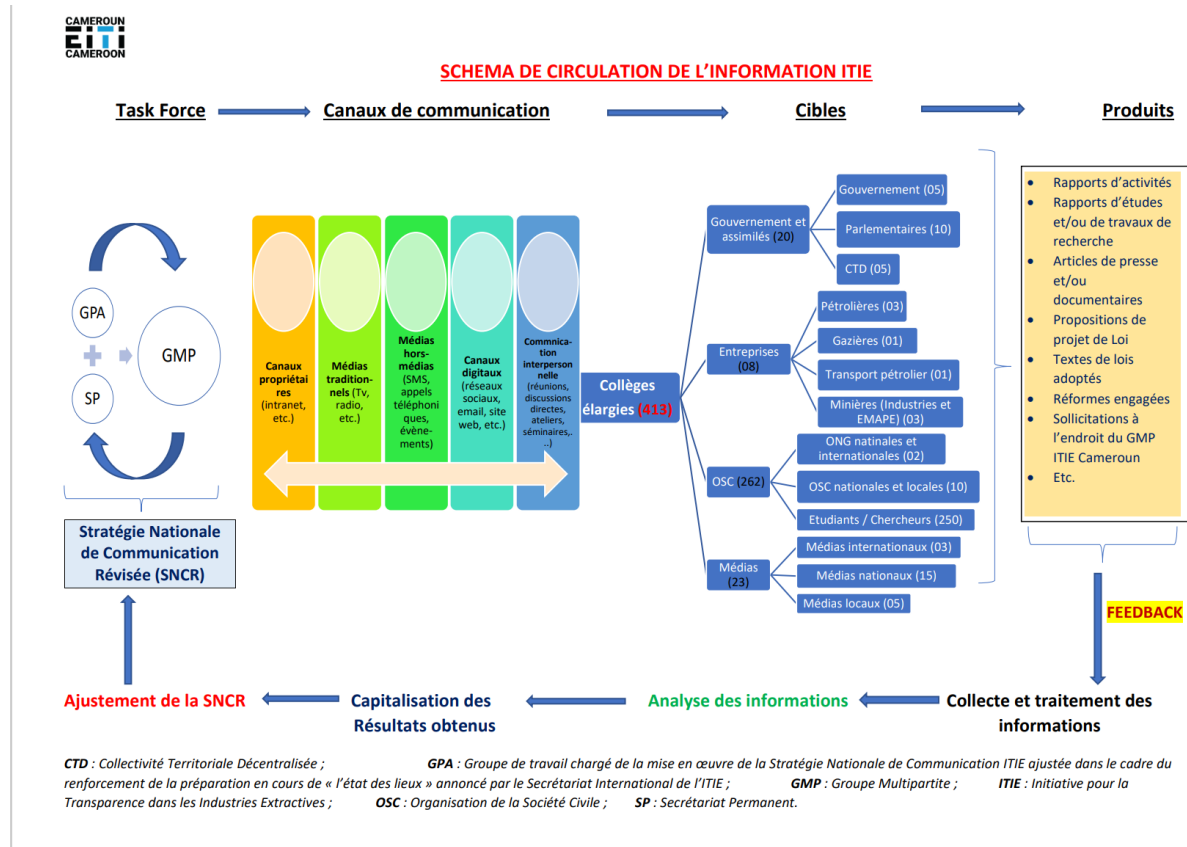 CAMEROUN
EITI
CAMEROON
SCHEMA DE CIRCULATION DE L’INFORMATION ITIE
Task Force
Canaux de communication
Cibles
Produits
GPA
SP
GMP
Stratégie Nationale
de Communication
Révisée (SNCR)
Canaux
propriétai
res
(intranet,
etc.)
Médias
tradition-
nels (Tv,
radio,
etc.)
Médias
hors-
médias
(SMS,
appels
téléphoni
ques,
évène-
ments)
Canaux
digitaux
(réseaux
sociaux,
email, site
web, etc.)
Commnication
interperson
nelle
(réunions,
discussions
directes,
ateliers,
séminaires,.
..)
Collèges
élargies (413)
Gouvernement et
assimilés (20)
Gouvernement (05)
Parlementaires (10)
CTD (05)
Entreprises
(08)
Pétrolières (03)
Gazières (01)
Transport pétrolier (01)
Minières (Industries et
EMAPE) (03)
OSC (262)
ONG natinales et
internationales (02)
OSC nationales et locales (10)
Etudiants / Chercheurs (250)
Médias
(23)
Médias internationaux (03)
Médias nationaux (15)
Médias locaux (05)
• Rapports d’activités
• Rapports d’études
et/ou de travaux de
recherche
• Articles de presse
et/ou
documentaires
• Propositions de
projet de Loi
• Textes de lois
adoptés
• Réformes engagées
• Sollicitations à
l’endroit du GMP
ITIE Cameroun
• Etc.
FEEDBACK
Ajustement de la SNCR
Capitalisation des
Résultats obtenus
Analyse des informations
Collecte et traitement des
informations
CTD : Collectivité Territoriale Décentralisée ; GPA : Groupe de travail chargé de la mise en œuvre de la Stratégie Nationale de Communication ITIE ajustée dans le cadre du
renforcement de la préparation en cours de « l’état des lieux » annoncé par le Secrétariat International de l’ITIE ; GMP : Groupe Multipartite ; ITIE : Initiative pour la
Transparence dans les Industries Extractives ; OSC : Organisation de la Société Civile ; SP : Secrétariat Permanent.